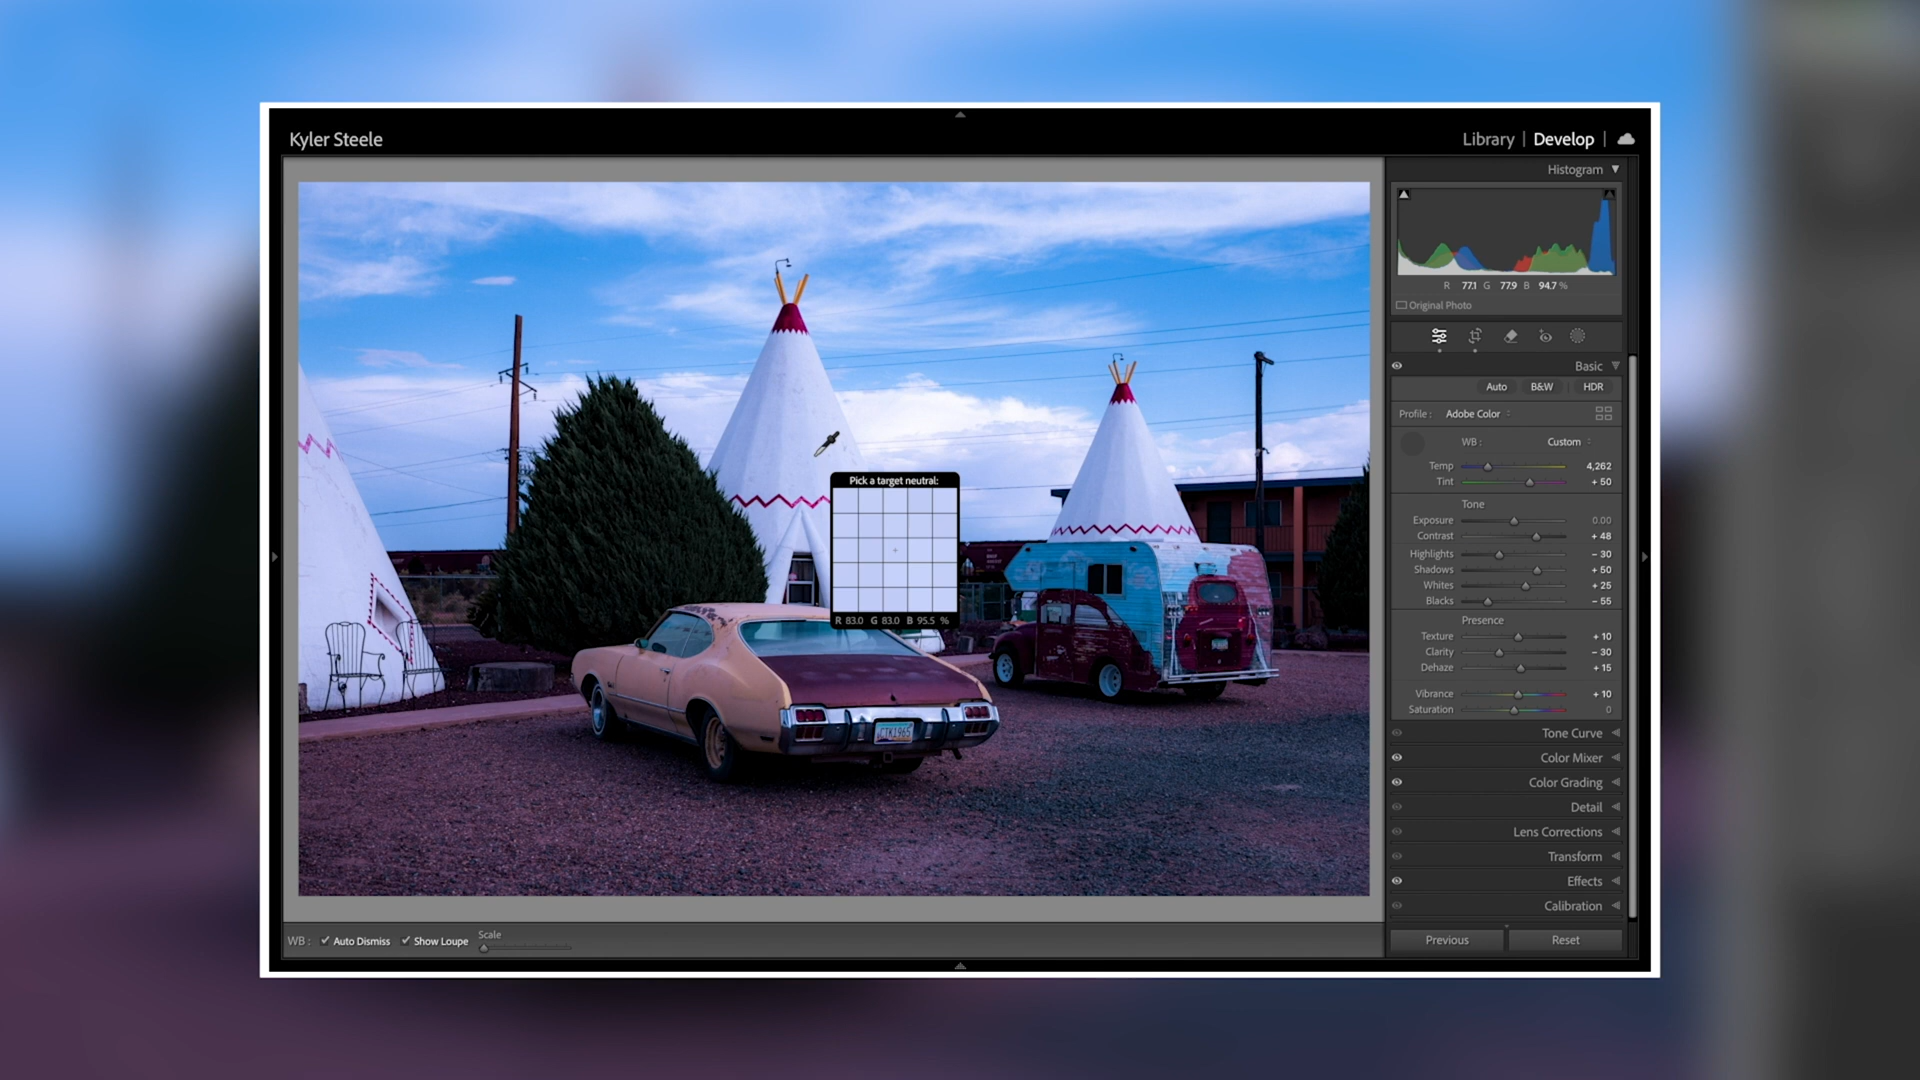 Kyler Steele
Library | Develop |
Histogram
R 77.1 G 77.9 B 94.7 %
Original Photo
Basic
Auto B&W HDR
Profile : Adobe Color
WB : Custom
Temp 4,262
Tint + 50
Tone
Exposure 0.00
Contrast + 48
Highlights − 30
Shadows + 50
Whites + 25
Blacks − 55
Presence
Texture + 10
Clarity − 30
Dehaze + 15
Vibrance + 10
Saturation 0
Tone Curve
Color Mixer
Color Grading
Detail
Lens Corrections
Transform
Effects
Calibration
Previous Reset
Pick a target neutral:
R 83.0 G 83.0 B 95.5 %
WB : Auto Dismiss Show Loupe Scale